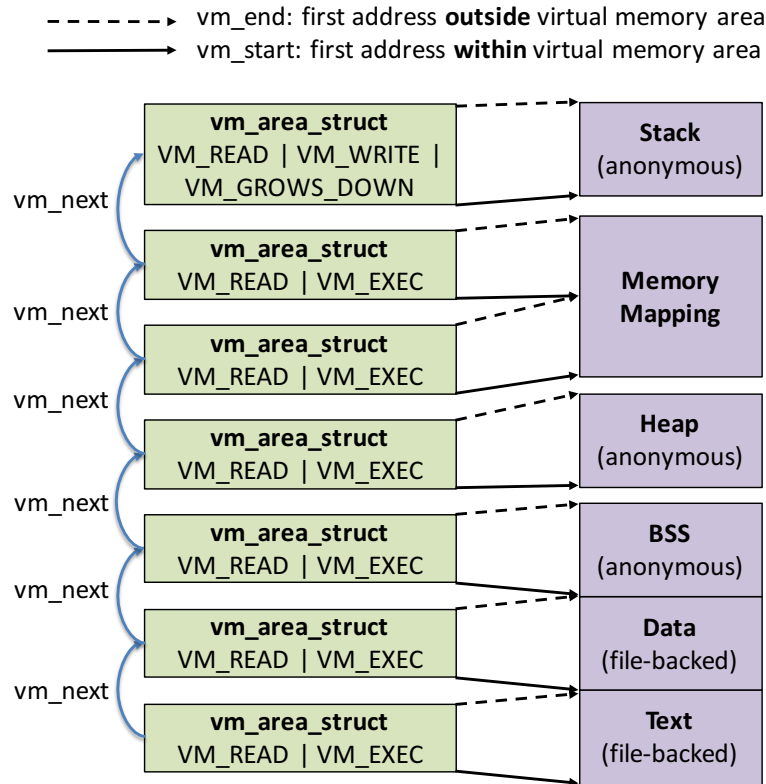 vm_end: first address outside virtual memory area
vm_start: first address within virtual memory area
vm_area_struct
VM_READ | VM_WRITE |
VM_GROWS_DOWN
Stack
(anonymous)
vm_next
vm_area_struct
VM_READ | VM_EXEC
Memory
Mapping
vm_next
vm_area_struct
VM_READ | VM_EXEC
vm_next
vm_area_struct
VM_READ | VM_EXEC
Heap
(anonymous)
vm_next
vm_area_struct
VM_READ | VM_EXEC
BSS
(anonymous)
vm_next
vm_area_struct
VM_READ | VM_EXEC
Data
(file-backed)
vm_next
vm_area_struct
VM_READ | VM_EXEC
Text
(file-backed)